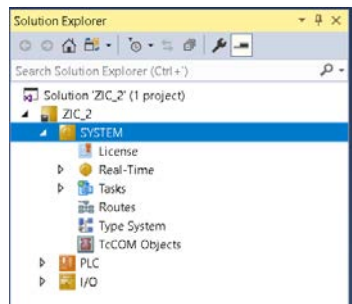 Solution Explorer
Search Solution Explorer (Ctrl+')
Solution 'ZIC_2' (1 project)
ZIC_2
SYSTEM
License
Real-Time
Tasks
Routes
Type System
TcCOM Objects
PLC
I/O